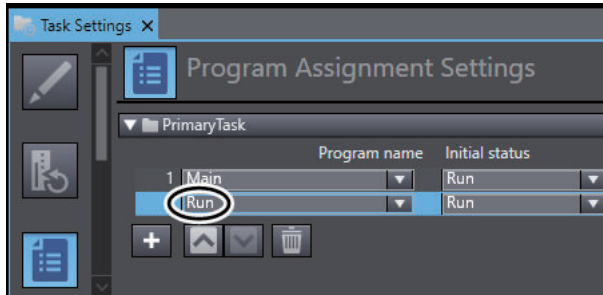 Task Settings ×
Program Assignment Settings
PrimaryTask
Program name Initial status
1 Main Run
Run Run